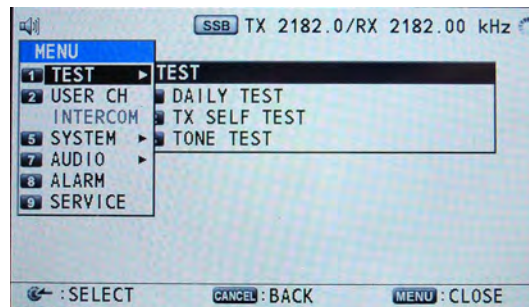 SSB TX 2182.0/RX 2182.00 kHz
MENU
1 TEST
2 USER CH
INTERCOM
5 SYSTEM
7 AUDIO
8 ALARM
9 SERVICE
TEST
DAILY TEST
TX SELF TEST
TONE TEST
:SELECT CANCEL:BACK MENU:CLOSE